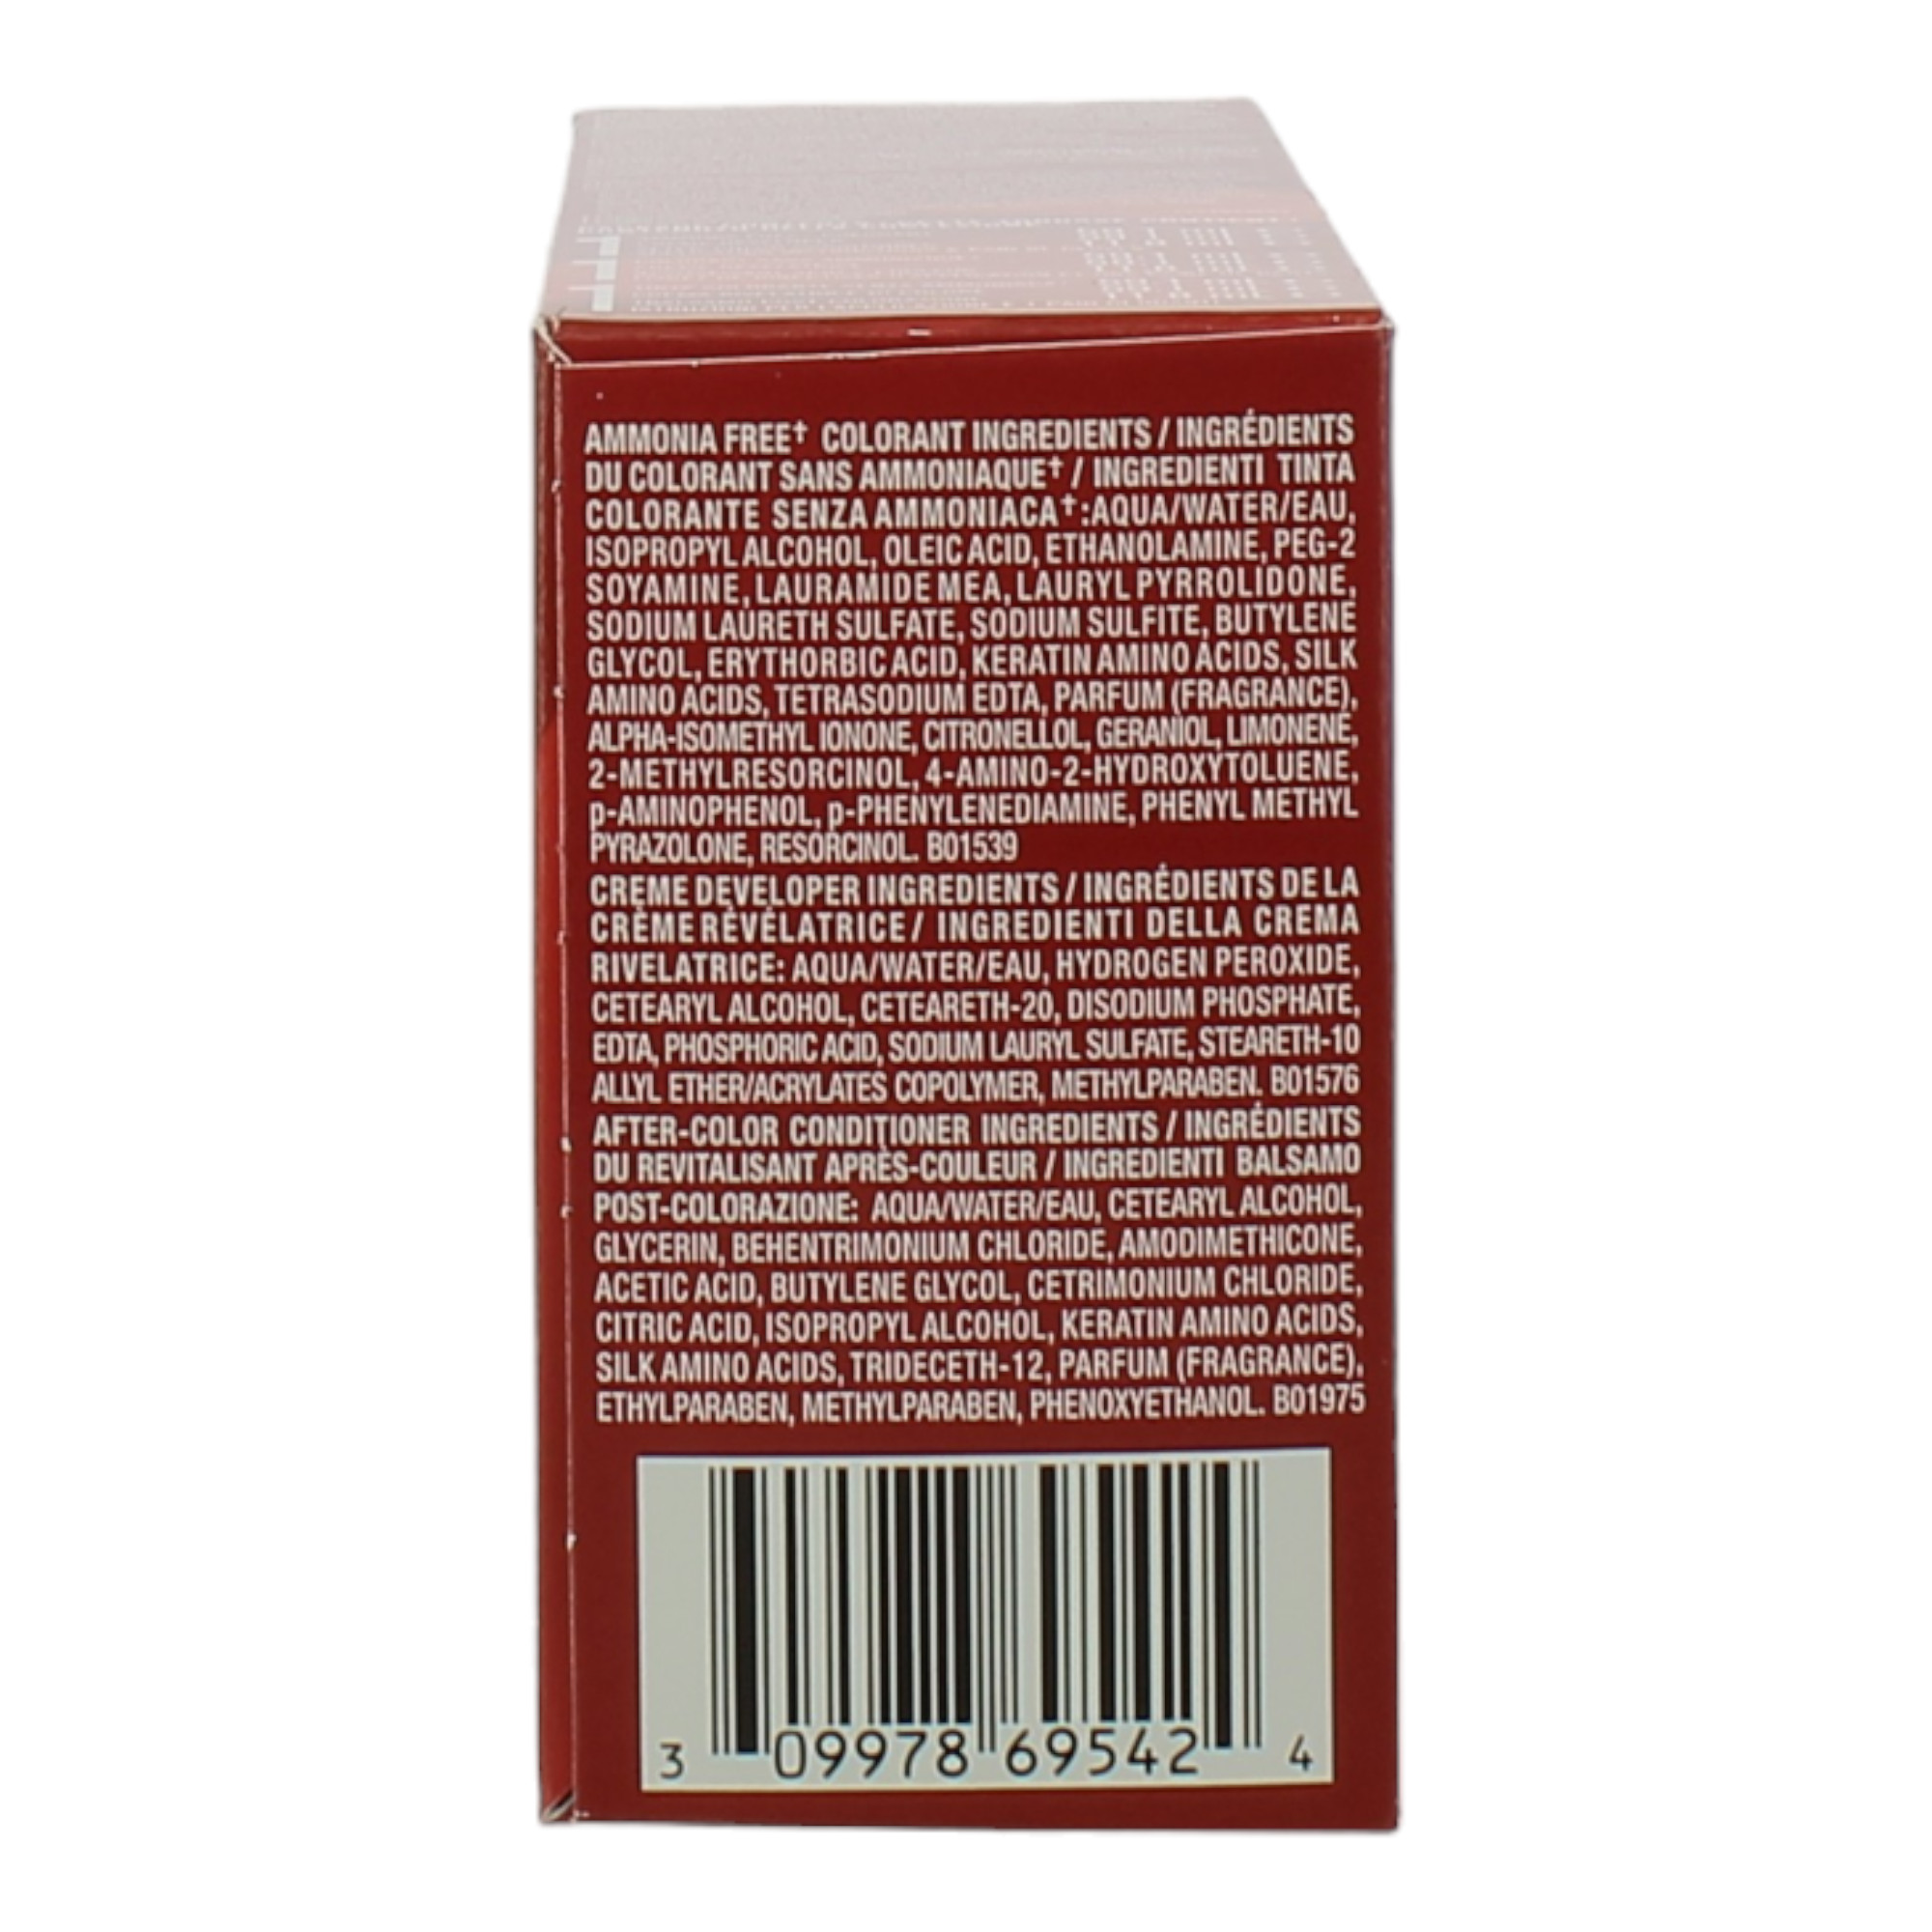 AMMONIA FREE† COLORANT INGREDIENTS / INGRÉDIENTS
DU COLORANT SANS AMMONIAQUE† / INGREDIENTI TINTA
COLORANTE SENZA AMMONIACA†:AQUA/WATER/EAU,
ISOPROPYL ALCOHOL, OLEIC ACID, ETHANOLAMINE, PEG-2
SOYAMINE, LAURAMIDE MEA, LAURYL PYRROLIDONE,
SODIUM LAURETH SULFATE, SODIUM SULFITE, BUTYLENE
GLYCOL, ERYTHORBIC ACID, KERATIN AMINO ACIDS, SILK
AMINO ACIDS, TETRASODIUM EDTA, PARFUM (FRAGRANCE),
ALPHA-ISOMETHYL IONONE, CITRONELLOL, GERANIOL, LIMONENE,
2-METHYLRESORCINOL, 4-AMINO-2-HYDROXYTOLUENE,
p-AMINOPHENOL, p-PHENYLENEDIAMINE, PHENYL METHYL
PYRAZOLONE, RESORCINOL. B01539
CREME DEVELOPER INGREDIENTS / INGRÉDIENTS DE LA
CRÈME RÉVÉLATRICE / INGREDIENTI DELLA CREMA
RIVELATRICE: AQUA/WATER/EAU, HYDROGEN PEROXIDE,
CETEARYL ALCOHOL, CETEARETH-20, DISODIUM PHOSPHATE,
EDTA, PHOSPHORIC ACID, SODIUM LAURYL SULFATE, STEARETH-10
ALLYL ETHER/ACRYLATES COPOLYMER, METHYLPARABEN. B01576
AFTER-COLOR CONDITIONER INGREDIENTS / INGRÉDIENTS
DU REVITALISANT APRÈS-COULEUR / INGREDIENTI BALSAMO
POST-COLORAZIONE: AQUA/WATER/EAU, CETEARYL ALCOHOL,
GLYCERIN, BEHENTRIMONIUM CHLORIDE, AMODIMETHICONE,
ACETIC ACID, BUTYLENE GLYCOL, CETRIMONIUM CHLORIDE,
CITRIC ACID, ISOPROPYL ALCOHOL, KERATIN AMINO ACIDS,
SILK AMINO ACIDS, TRIDECETH-12, PARFUM (FRAGRANCE),
ETHYLPARABEN, METHYLPARABEN, PHENOXYETHANOL. B01975
3 09978 69542 4